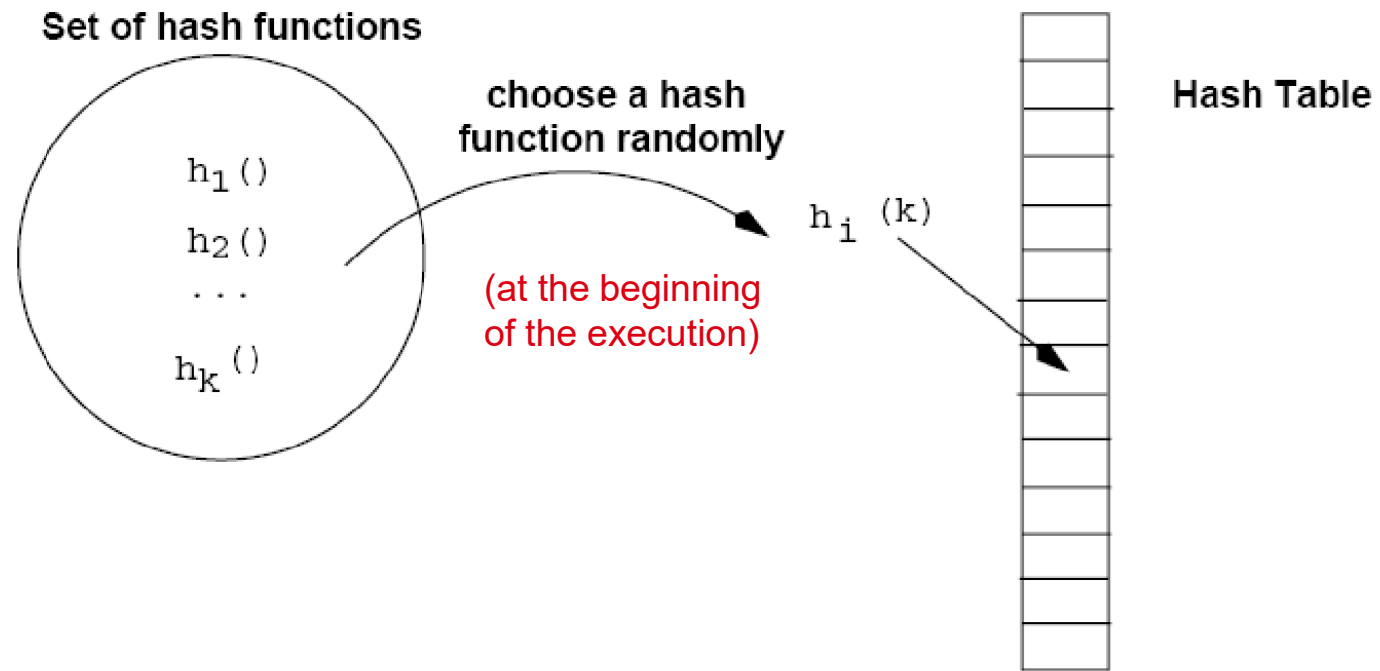 Set of hash functions
choose a hash
function randomly
Hash Table
h1()
h2()
...
hk()
(at the beginning
of the execution)
hi (k)